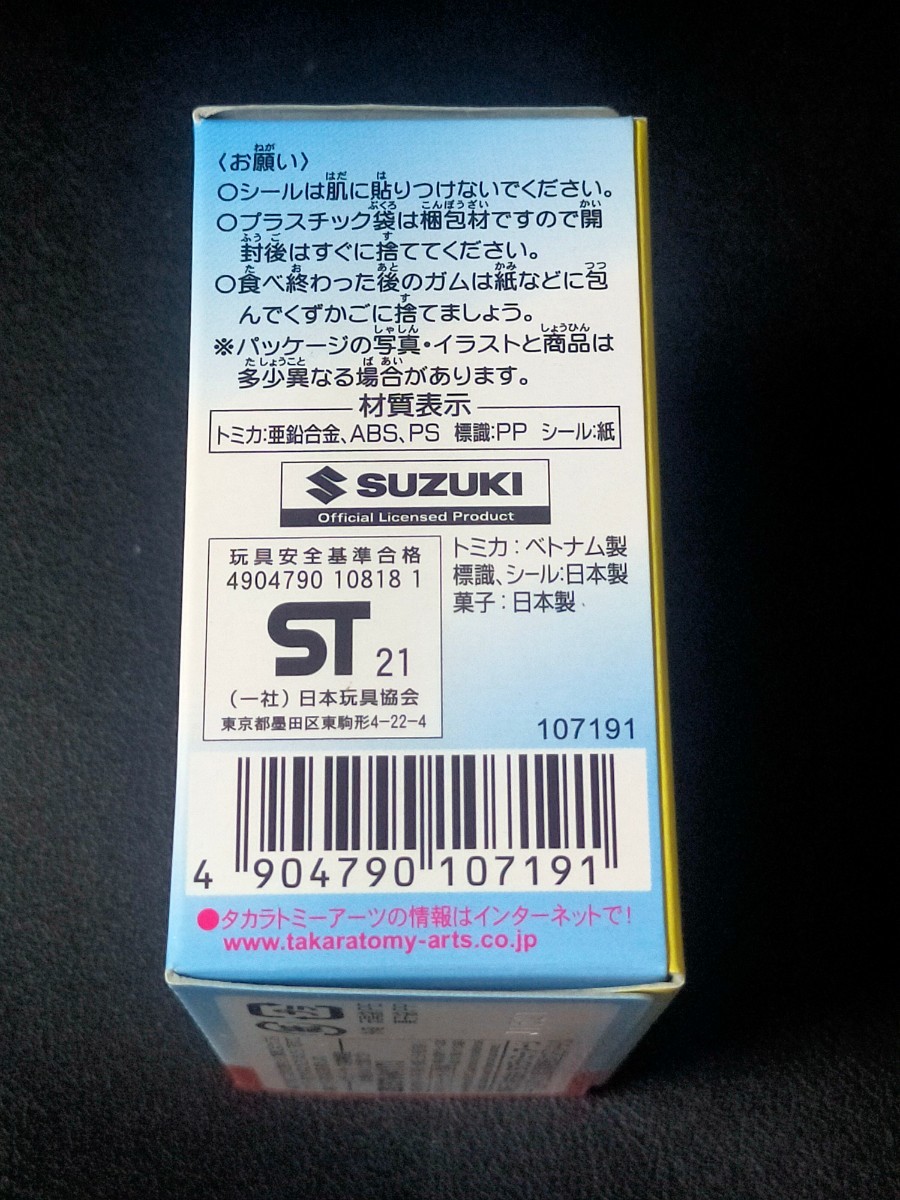 〈お願い〉
○シールは肌に貼りつけないでください。
○プラスチック袋は梱包材ですので開
封後はすぐに捨ててください。
○食べ終わった後のガムは紙などに包
んでくずかごに捨てましょう。
※パッケージの写真・イラストと商品は
多少異なる場合があります。
材質表示
トミカ:亜鉛合金、ABS、PS 標識:PP シール:紙
SUZUKI
Official Licensed Product
玩具安全基準合格
4904790 10818 1
ST 21
(一社)日本玩具協会
東京都墨田区東駒形4-22-4
トミカ:ベトナム製
標識、シール:日本製
菓子:日本製
107191
4 904790 107191
●タカラトミーアーツの情報はインターネットで!
www.takaratomy-arts.co.jp